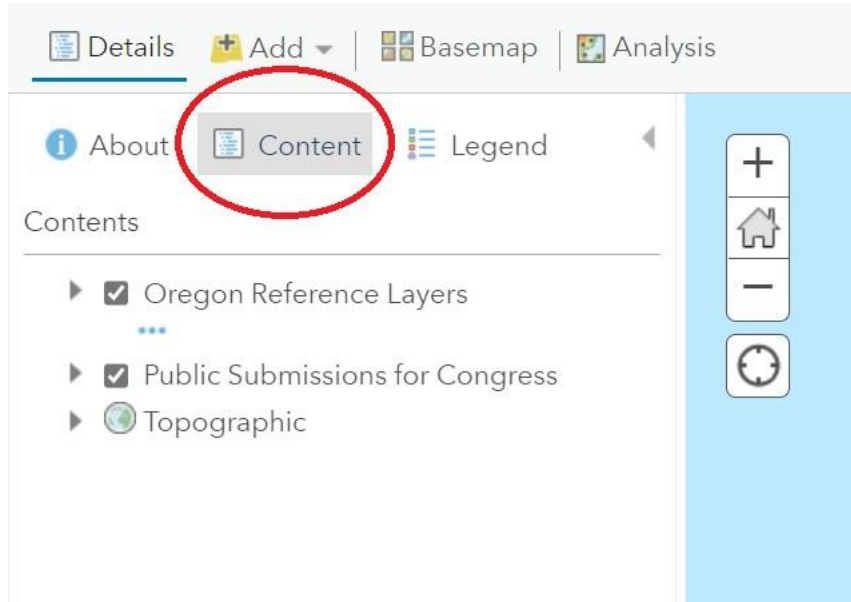 Details Add Basemap Analysis
About Content Legend
Contents
Oregon Reference Layers
Public Submissions for Congress
Topographic